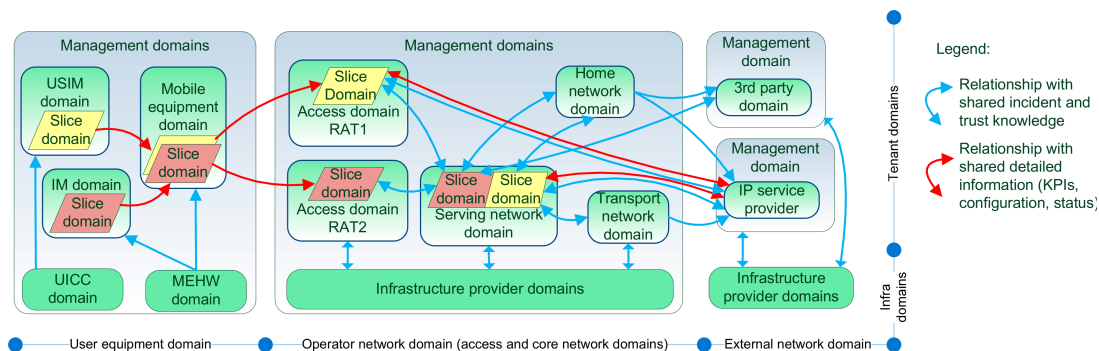 Management domains
USIM
domain
Slice
domain
Mobile
equipment
domain
Slice
domain
IM domain
Slice
domain
UICC
domain
MEHW
domain
Management domains
Slice
Domain
Access domain
RAT1
Slice
domain
Access domain
RAT2
Home
network
domain
Slice
domain
Slice
domain
Serving network
domain
Transport
network
domain
Infrastructure provider domains
Management
domain
3rd party
domain
Management
domain
IP service
provider
Infrastructure
provider domains
Tenant domains
Infra
domains
Legend:
Relationship with
shared incident and
trust knowledge
Relationship with
shared detailed
information (KPIs,
configuration, status)
User equipment domain
Operator network domain (access and core network domains)
External network domain